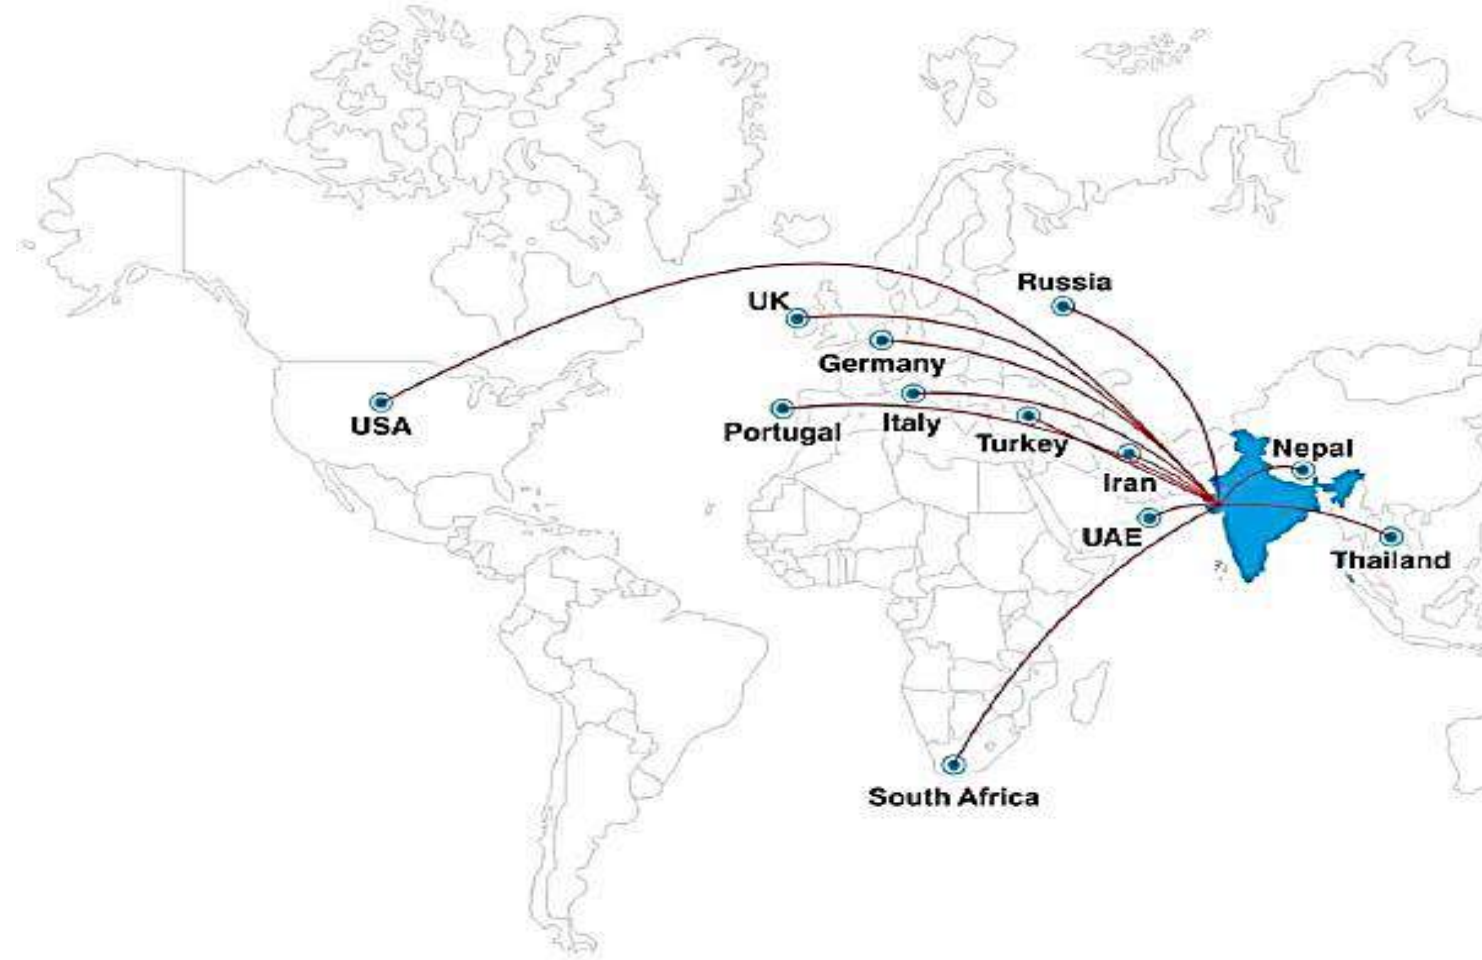 Russia
UK
Germany
USA
Portugal
Italy
Turkey
Nepal
Iran
UAE
Thailand
South Africa